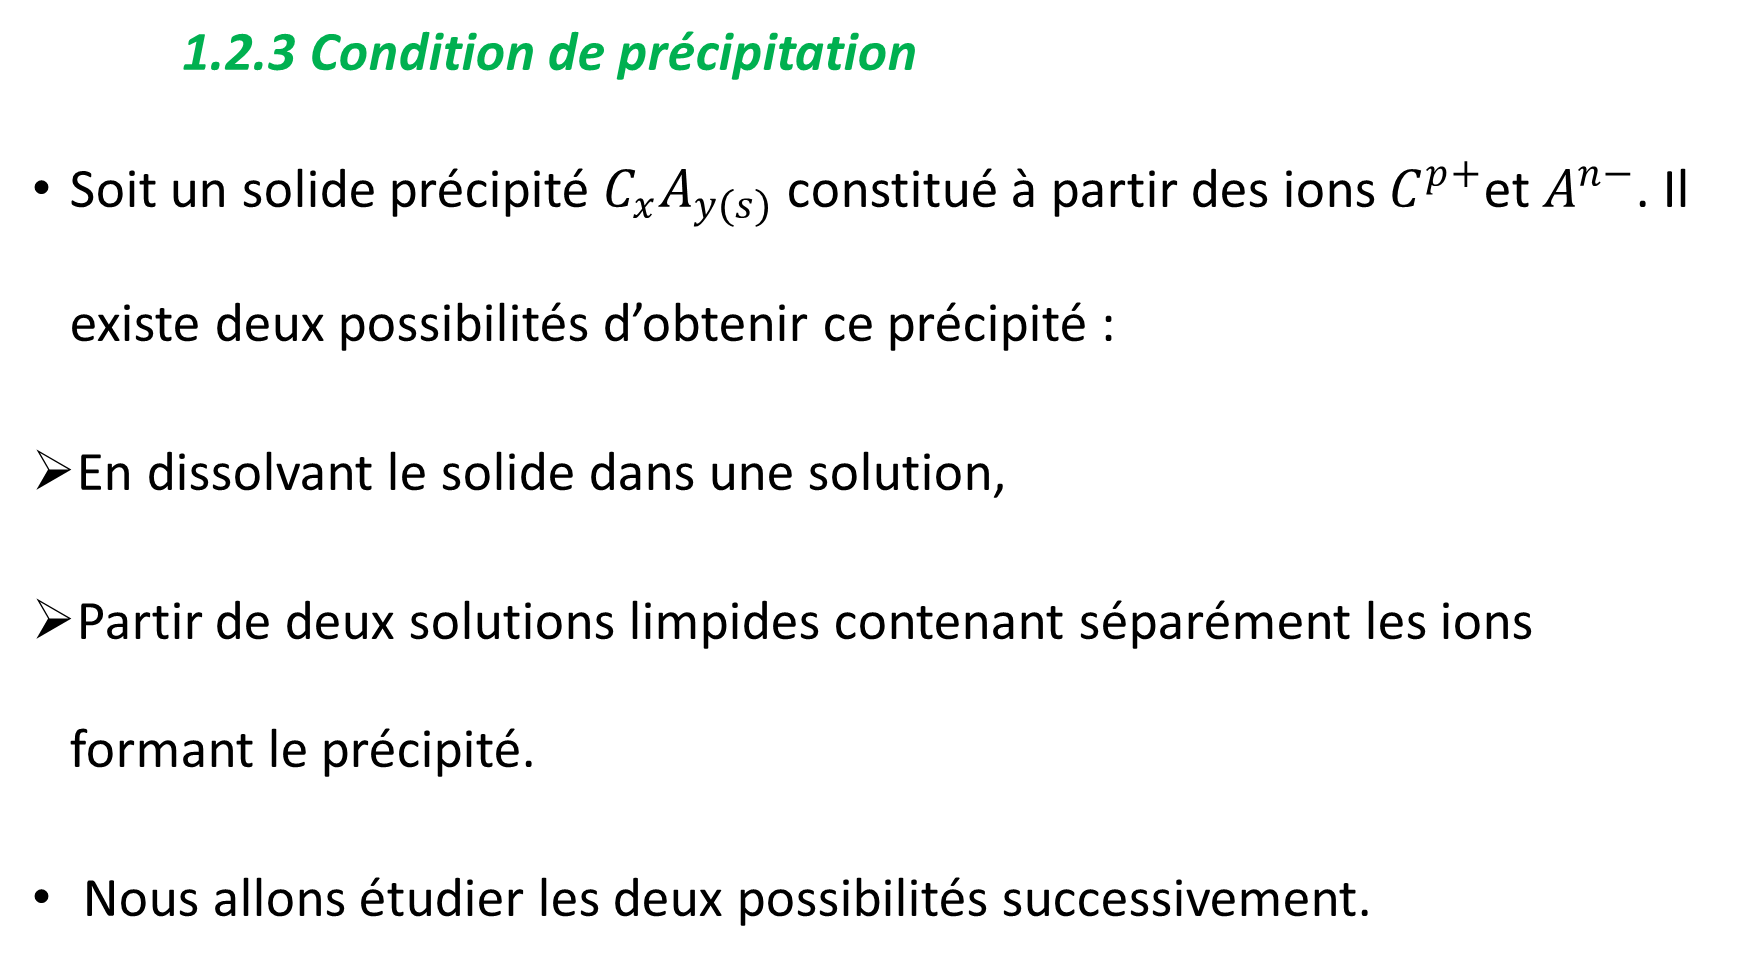 1.2.3 Condition de précipitation
• Soit un solide précipité $C_xA_{y(s)}$ constitué à partir des ions $C^{p+}$et $A^{n-}$. Il
existe deux possibilités d’obtenir ce précipité :
➢En dissolvant le solide dans une solution,
➢Partir de deux solutions limpides contenant séparément les ions
formant le précipité.
• Nous allons étudier les deux possibilités successivement.